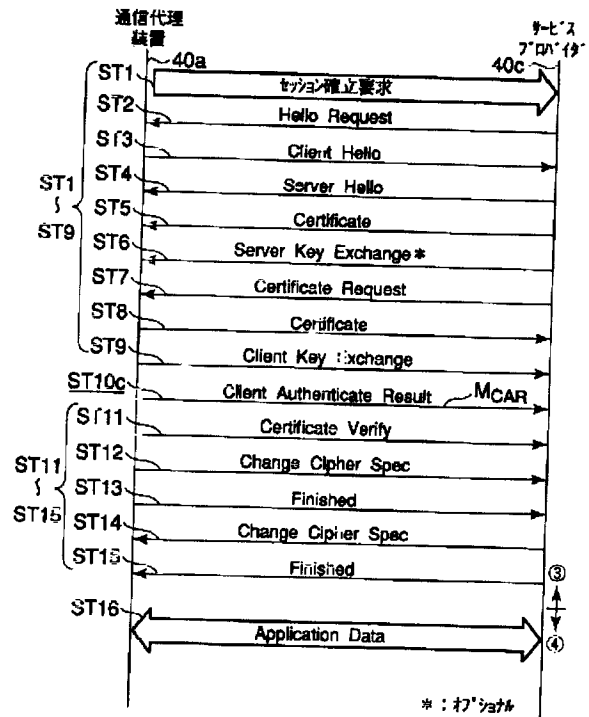 通信代理
装置
サービス
プロバイダ
40a
40c
ST1
セッション確立要求
ST2
Hello Request
ST3
Client Hello
ST4
Server Hello
ST1
〜
ST9
ST5
Certificate
ST6
Server Key Exchange*
ST7
Certificate Request
ST8
Certificate
ST9
Client Key Exchange
ST10c
Client Authenticate Result
MCAR
ST11
Certificate Verify
ST12
Change Cipher Spec
ST11
〜
ST15
ST13
Finished
ST14
Change Cipher Spec
ST15
Finished
③
ST16
Application Data
④
*：オプショナル